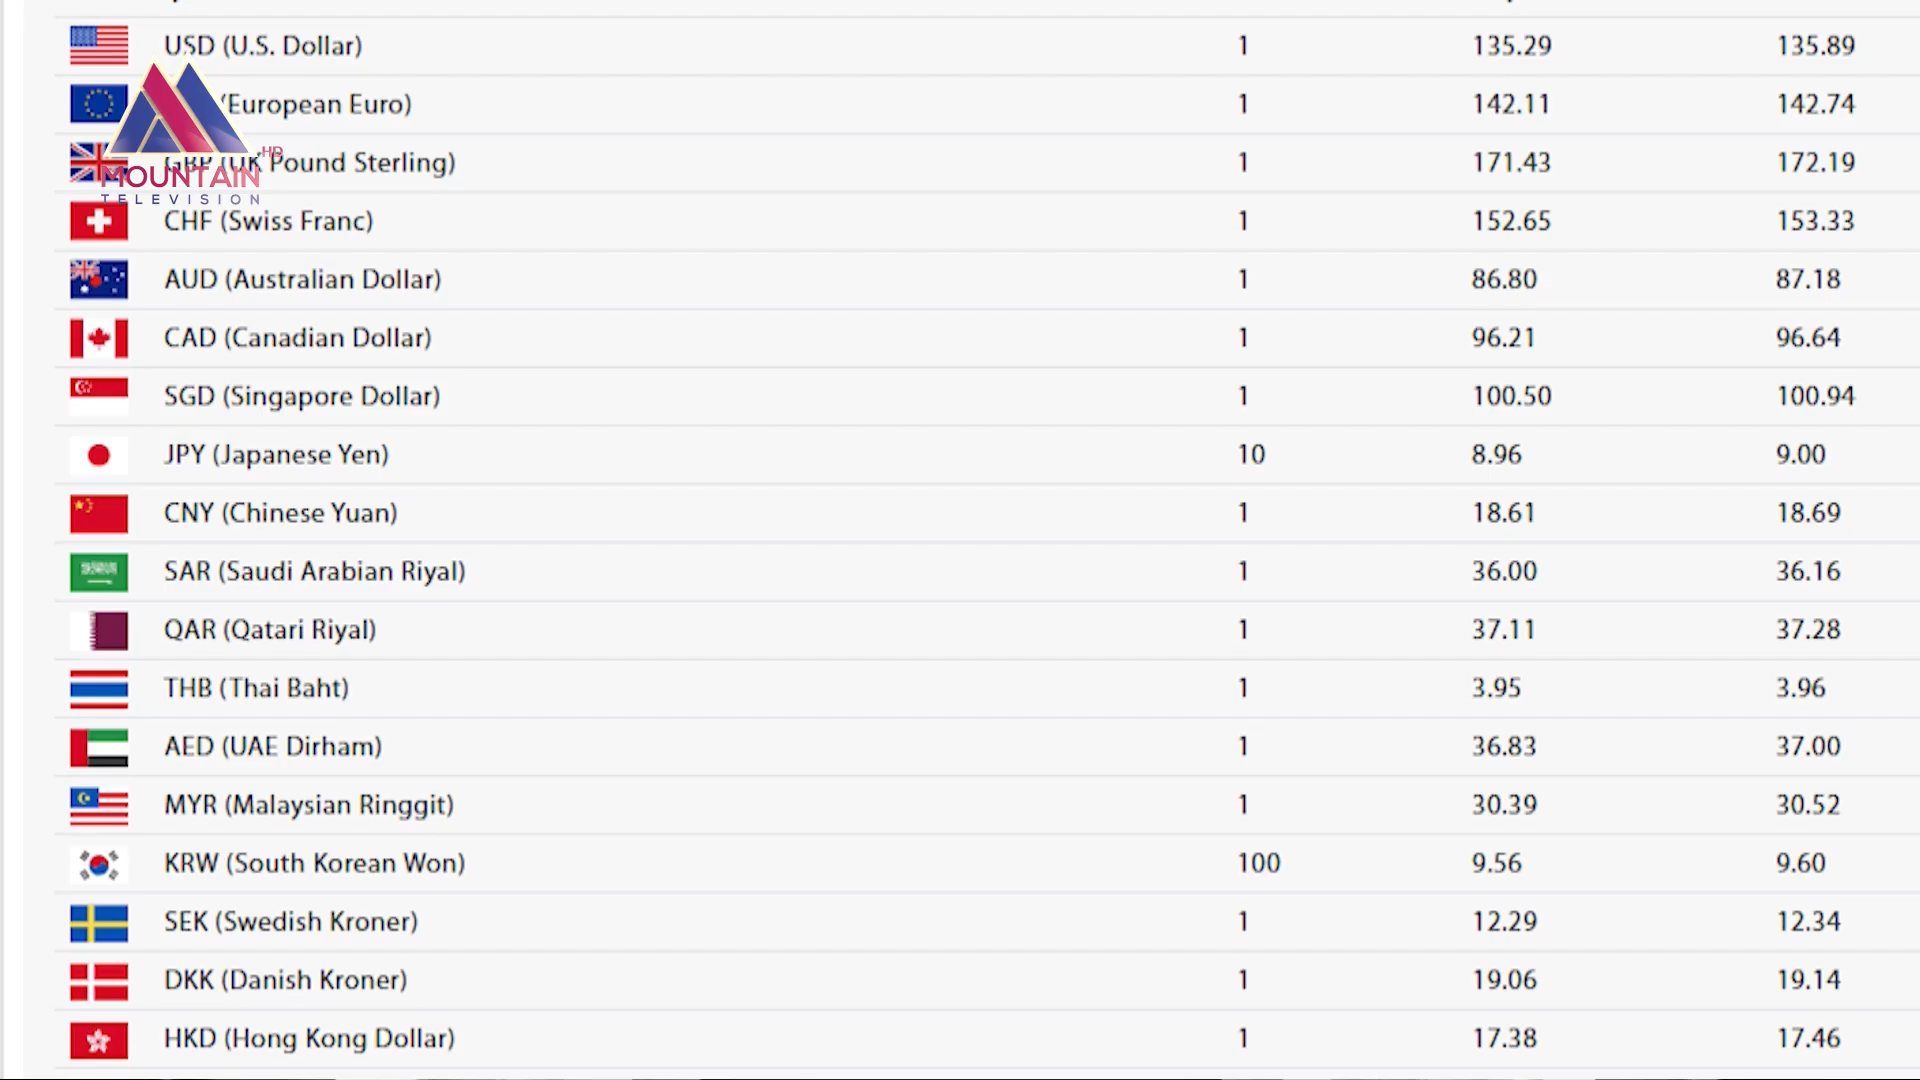 USD (U.S. Dollar) 1 135.29 135.89
(European Euro) 1 142.11 142.74
GBP (UK Pound Sterling) 1 171.43 172.19
HD
MOUNTAIN
TELEVISION
CHF (Swiss Franc) 1 152.65 153.33
AUD (Australian Dollar) 1 86.80 87.18
CAD (Canadian Dollar) 1 96.21 96.64
SGD (Singapore Dollar) 1 100.50 100.94
JPY (Japanese Yen) 10 8.96 9.00
CNY (Chinese Yuan) 1 18.61 18.69
SAR (Saudi Arabian Riyal) 1 36.00 36.16
QAR (Qatari Riyal) 1 37.11 37.28
THB (Thai Baht) 1 3.95 3.96
AED (UAE Dirham) 1 36.83 37.00
MYR (Malaysian Ringgit) 1 30.39 30.52
KRW (South Korean Won) 100 9.56 9.60
SEK (Swedish Kroner) 1 12.29 12.34
DKK (Danish Kroner) 1 19.06 19.14
HKD (Hong Kong Dollar) 1 17.38 17.46